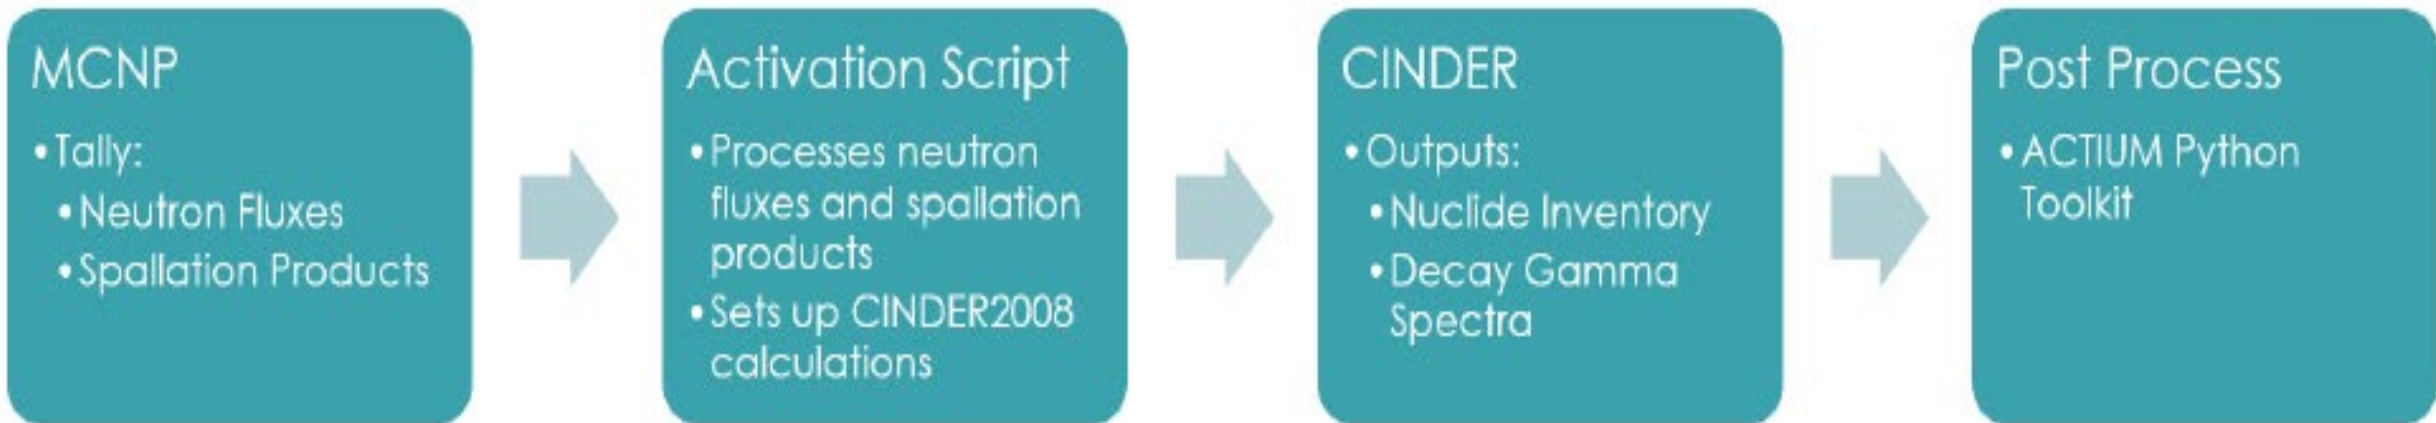 MCNP
•Tally:
•Neutron Fluxes
•Spallation Products
Activation Script
•Processes neutron
fluxes and spallation
products
•Sets up CINDER2008
calculations
CINDER
•Outputs:
•Nuclide Inventory
•Decay Gamma
Spectra
Post Process
•ACTIUM Python
Toolkit